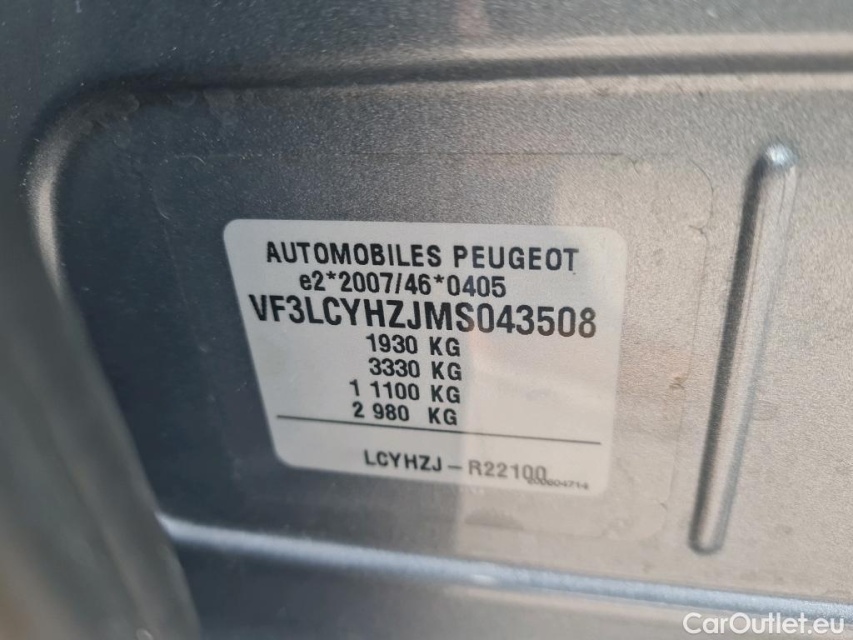 AUTOMOBILES PEUGEOT
e2*2007/46*0405
VF3LCYHZJMS043508
1930 KG
3330 KG
1 1100 KG
2 980 KG
LCYHZJ-R22100
CarOutlet.eu